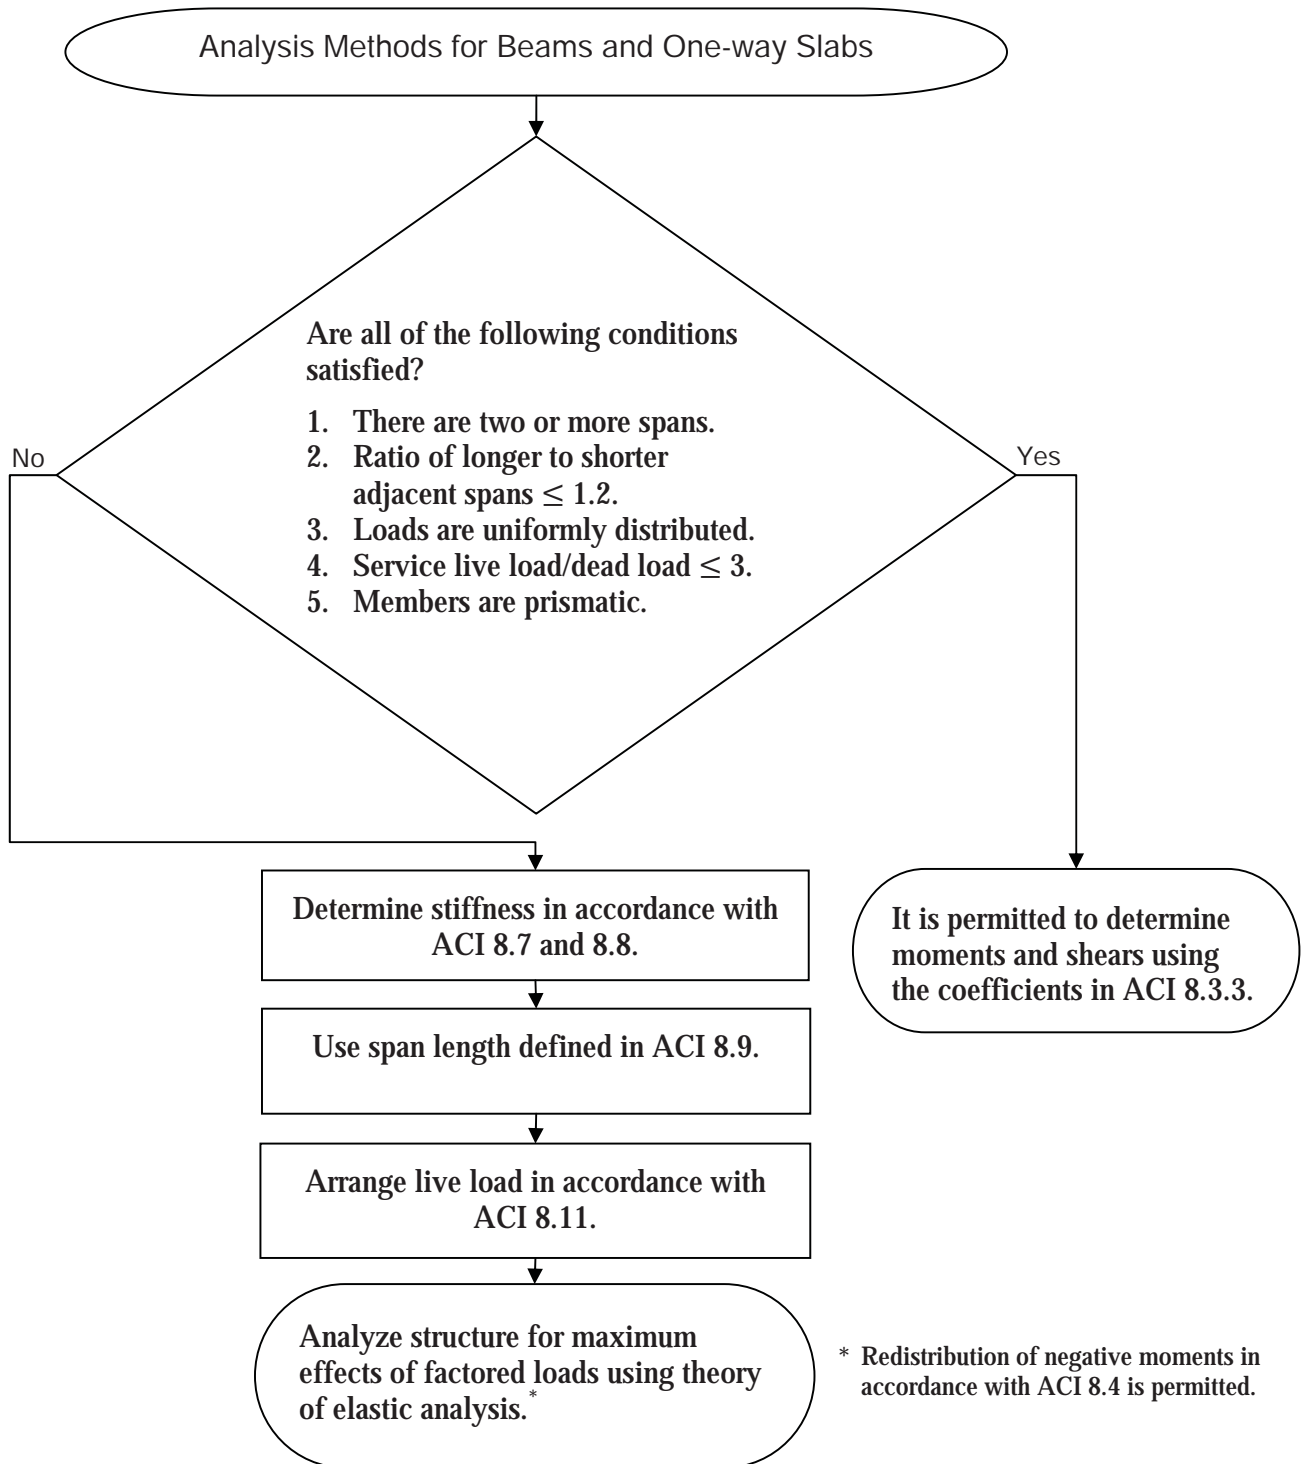 Analysis Methods for Beams and One-way Slabs
Are all of the following conditions
satisfied?
1. There are two or more spans.
2. Ratio of longer to shorter
adjacent spans ≤ 1.2.
3. Loads are uniformly distributed.
4. Service live load/dead load ≤ 3.
5. Members are prismatic.
No
Yes
Determine stiffness in accordance with
ACI 8.7 and 8.8.
It is permitted to determine
moments and shears using
the coefficients in ACI 8.3.3.
Use span length defined in ACI 8.9.
Arrange live load in accordance with
ACI 8.11.
Analyze structure for maximum
effects of factored loads using theory
of elastic analysis.*
* Redistribution of negative moments in
accordance with ACI 8.4 is permitted.